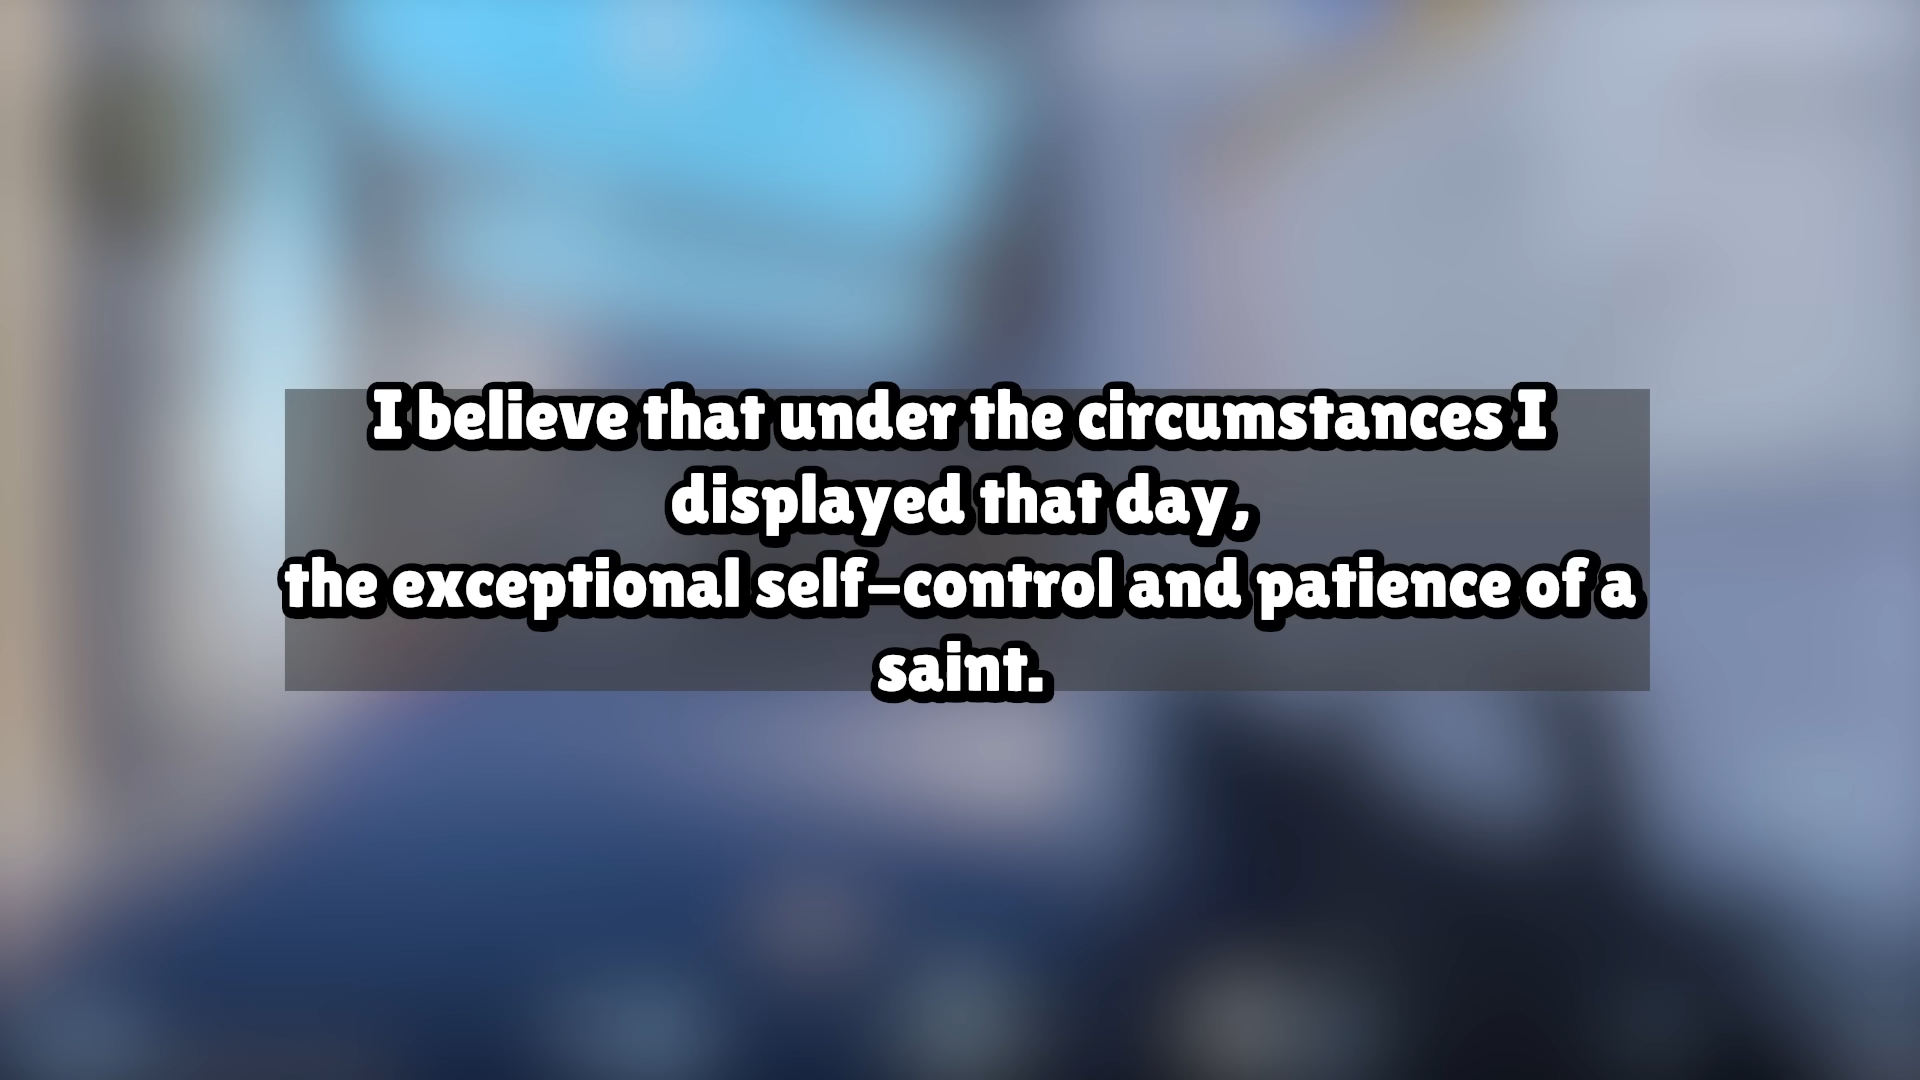 I believe that under the circumstances I
displayed that day,
the exceptional self-control and patience of a
saint.